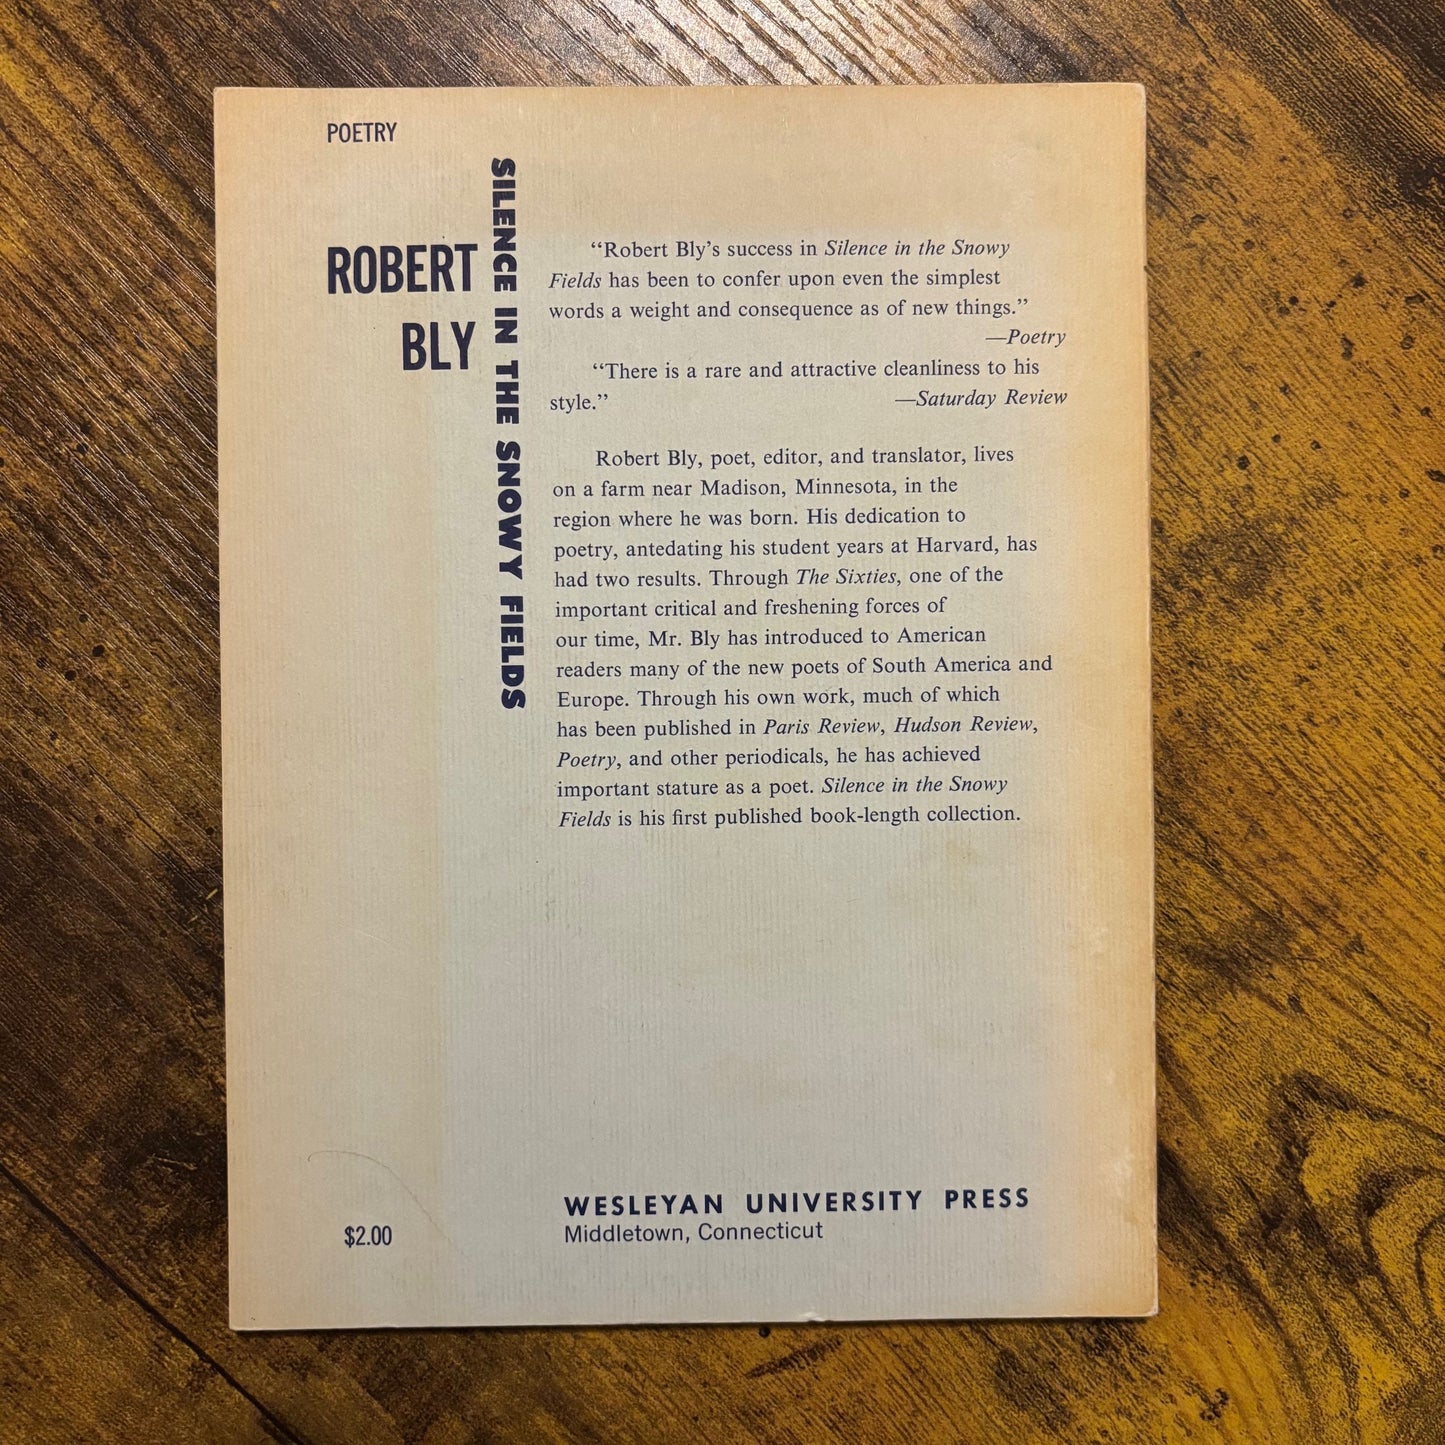 POETRY
ROBERT
BLY
SILENCE IN THE SNOWY FIELDS
“Robert Bly’s success in Silence in the Snowy
Fields has been to confer upon even the simplest
words a weight and consequence as of new things.”
—Poetry
“There is a rare and attractive cleanliness to his
style.” —Saturday Review
Robert Bly, poet, editor, and translator, lives
on a farm near Madison, Minnesota, in the
region where he was born. His dedication to
poetry, antedating his student years at Harvard, has
had two results. Through The Sixties, one of the
important critical and freshening forces of
our time, Mr. Bly has introduced to American
readers many of the new poets of South America and
Europe. Through his own work, much of which
has been published in Paris Review, Hudson Review,
Poetry, and other periodicals, he has achieved
important stature as a poet. Silence in the Snowy
Fields is his first published book-length collection.
WESLEYAN UNIVERSITY PRESS
Middletown, Connecticut
$2.00